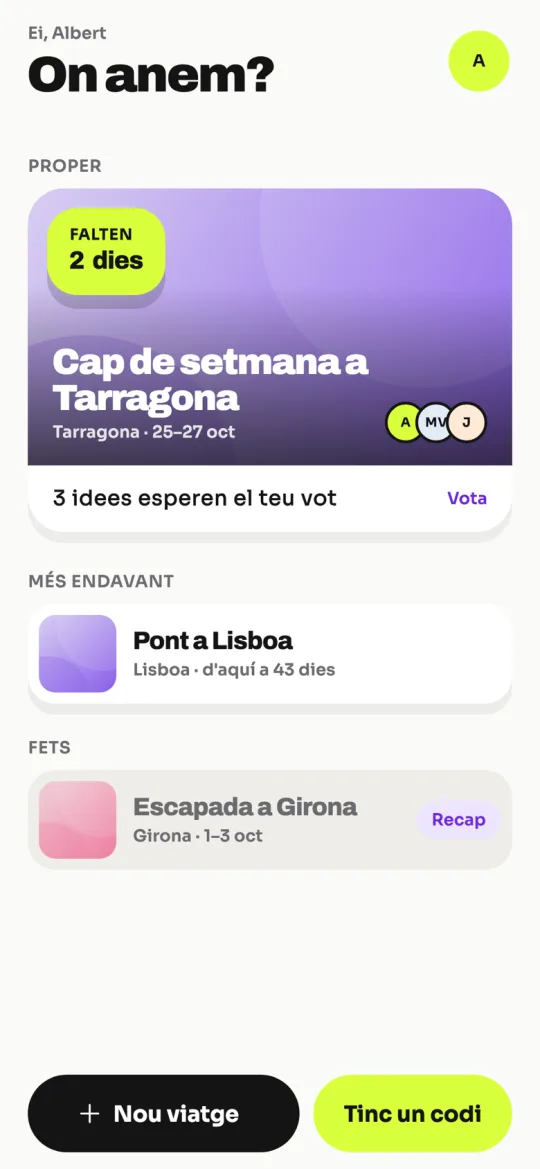 Ei, Albert
On anem?
A
PROPER
FALTEN
2 dies
Cap de setmana a
Tarragona
Tarragona · 25–27 oct
A MV J
3 idees esperen el teu vot
Vota
MÉS ENDAVANT
Pont a Lisboa
Lisboa · d'aquí a 43 dies
FETS
Escapada a Girona
Girona · 1–3 oct
Recap
+ Nou viatge
Tinc un codi